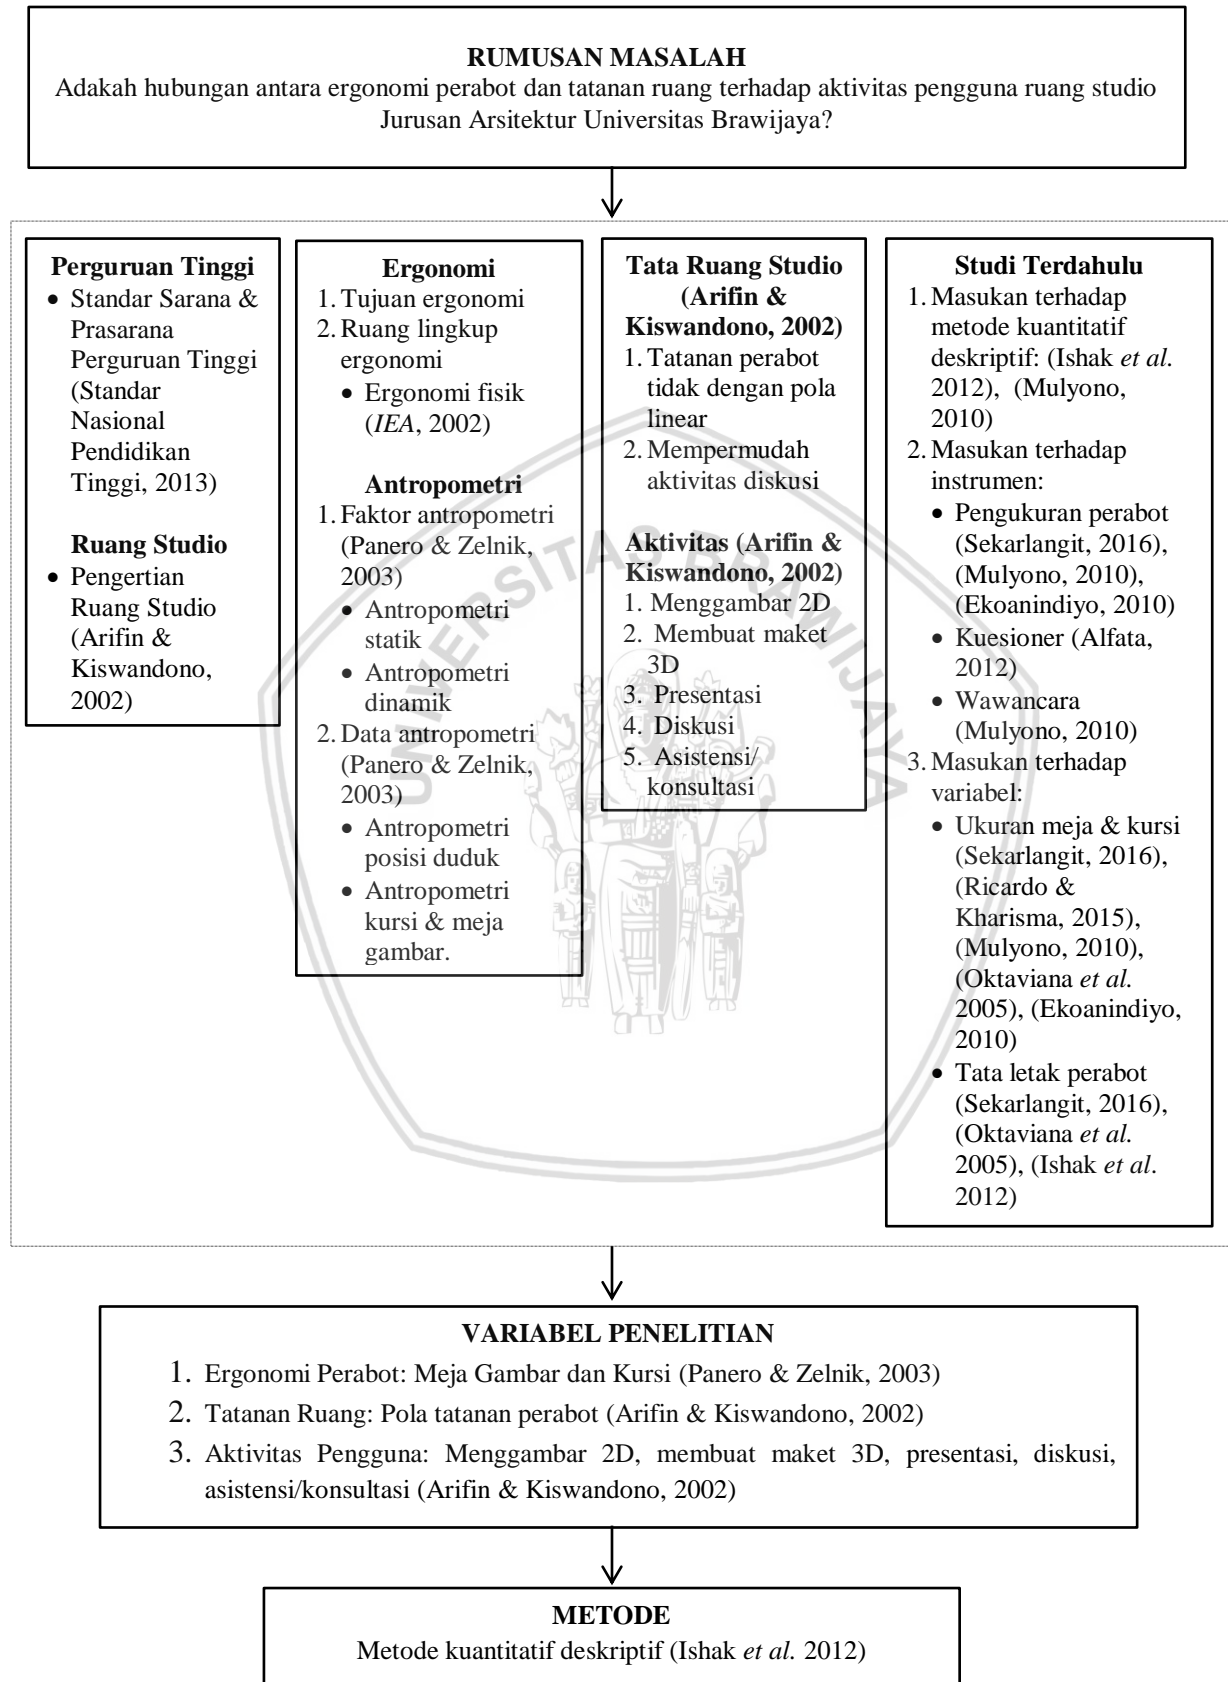 RUMUSAN MASALAH
Adakah hubungan antara ergonomi perabot dan tatanan ruang terhadap aktivitas pengguna ruang studio
Jurusan Arsitektur Universitas Brawijaya?
Perguruan Tinggi
• Standar Sarana &
Prasarana
Perguruan Tinggi
(Standar
Nasional
Pendidikan
Tinggi, 2013)
Ruang Studio
• Pengertian
Ruang Studio
(Arifin &
Kiswandono,
2002)
Ergonomi
1. Tujuan ergonomi
2. Ruang lingkup
ergonomi
• Ergonomi fisik
(IEA, 2002)
Antropometri
1. Faktor antropometri
(Panero & Zelnik,
2003)
• Antropometri
statik
• Antropometri
dinamik
2. Data antropometri
(Panero & Zelnik,
2003)
• Antropometri
posisi duduk
• Antropometri
kursi & meja
gambar.
Tata Ruang Studio
(Arifin &
Kiswandono, 2002)
1. Tatanan perabot
tidak dengan pola
linear
2. Mempermudah
aktivitas diskusi
Aktivitas (Arifin &
Kiswandono, 2002)
1. Menggambar 2D
2. Membuat maket
3D
3. Presentasi
4. Diskusi
5. Asistensi/
konsultasi
Studi Terdahulu
1. Masukan terhadap
metode kuantitatif
deskriptif: (Ishak et al.
2012), (Mulyono,
2010)
2. Masukan terhadap
instrumen:
• Pengukuran perabot
(Sekarlangit, 2016),
(Mulyono, 2010),
(Ekoanindiyo, 2010)
• Kuesioner (Alfata,
2012)
• Wawancara
(Mulyono, 2010)
3. Masukan terhadap
variabel:
• Ukuran meja & kursi
(Sekarlangit, 2016),
(Ricardo &
Kharisma, 2015),
(Mulyono, 2010),
(Oktaviana et al.
2005), (Ekoanindiyo,
2010)
• Tata letak perabot
(Sekarlangit, 2016),
(Oktaviana et al.
2005), (Ishak et al.
2012)
UNIVERSITAS BRAWIJAYA
VARIABEL PENELITIAN
1. Ergonomi Perabot: Meja Gambar dan Kursi (Panero & Zelnik, 2003)
2. Tatanan Ruang: Pola tatanan perabot (Arifin & Kiswandono, 2002)
3. Aktivitas Pengguna: Menggambar 2D, membuat maket 3D, presentasi, diskusi,
asistensi/konsultasi (Arifin & Kiswandono, 2002)
METODE
Metode kuantitatif deskriptif (Ishak et al. 2012)